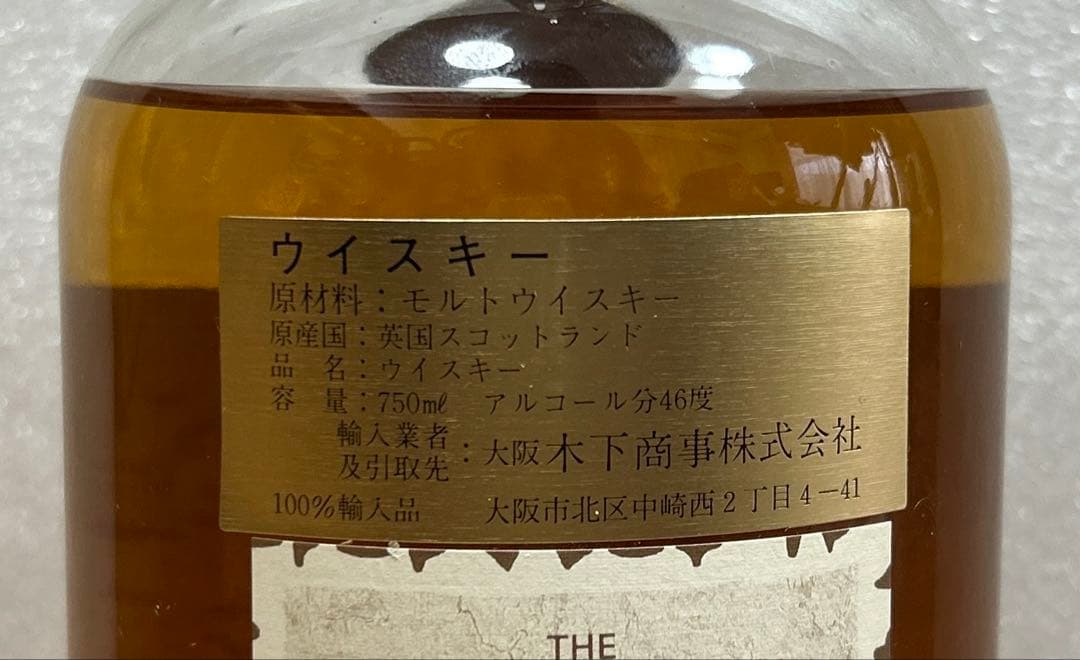 ウイスキー
原材料：モルトウイスキー
原産国：英国スコットランド
品　名：ウイスキー
容　量：750㎖　アルコール分46度
輸入業者
及引取先：大阪木下商事株式会社
100％輸入品　大阪市北区中崎西２丁目４－41
THE